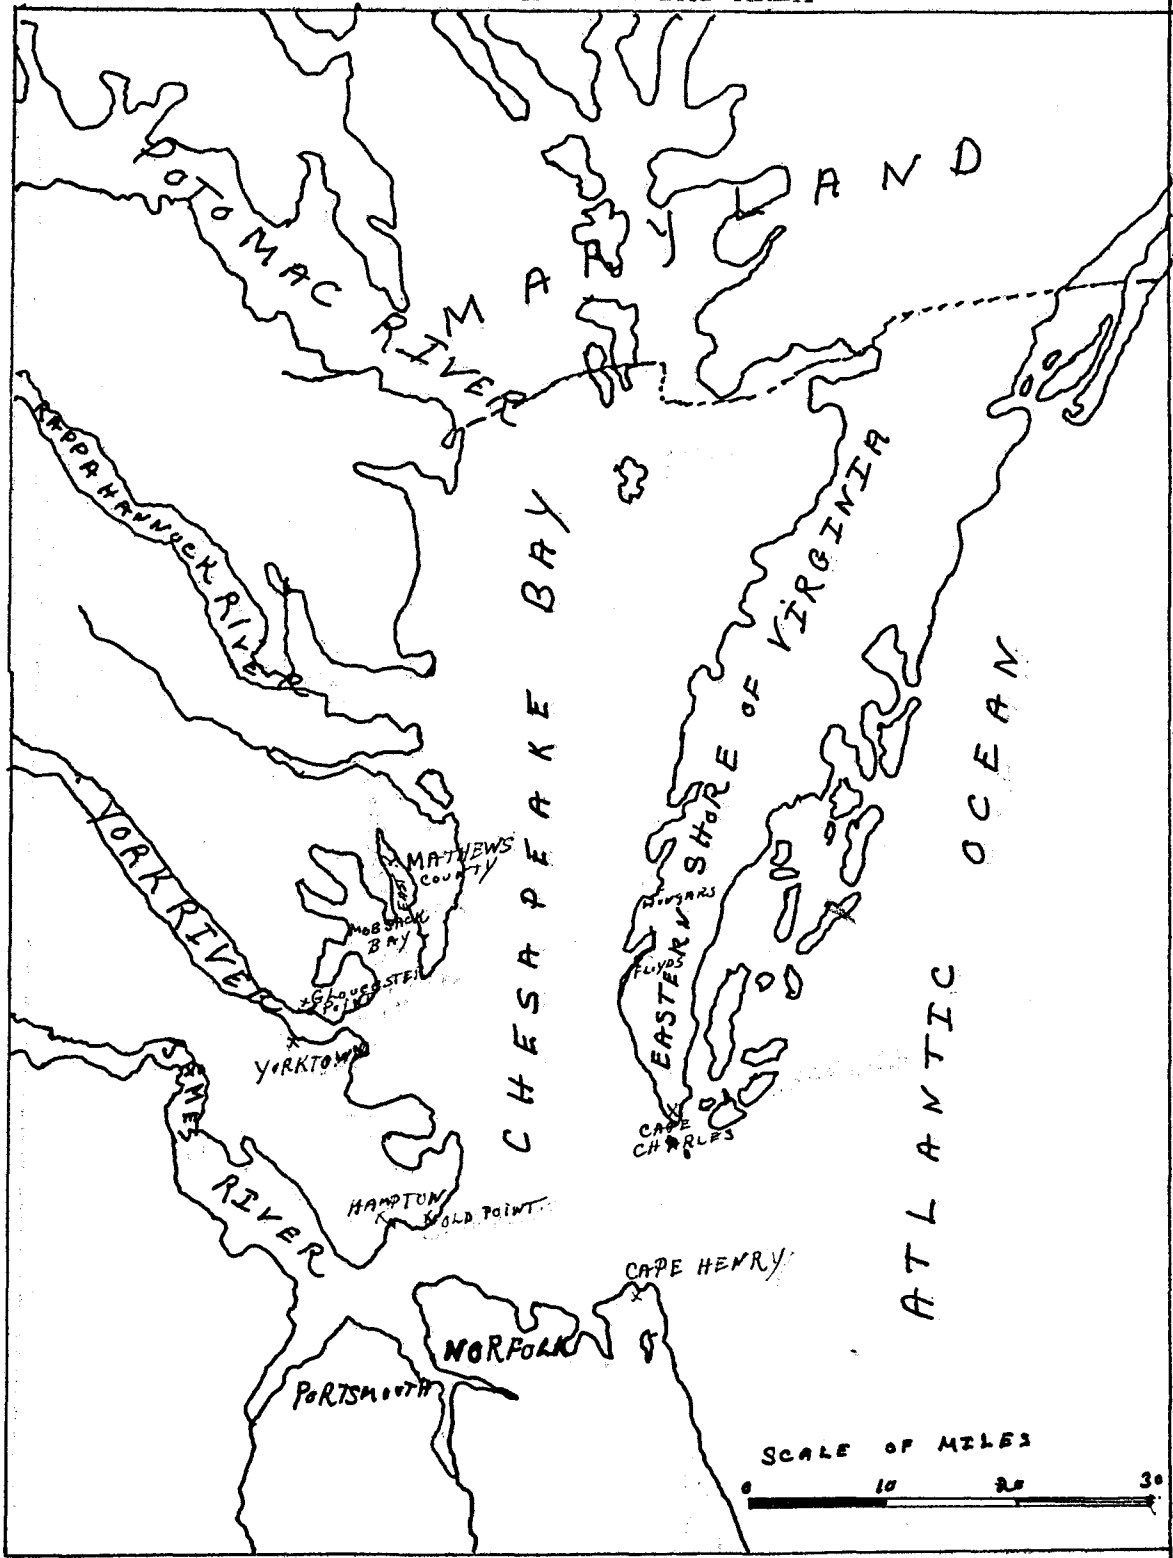 MARYLAND
POTOMAC RIVER
RAPPAHANNOCK RIVER
CHESAPEAKE BAY
EASTERN SHORE OF VIRGINIA
ATLANTIC OCEAN
YORK RIVER
MATHEWS
COUNTY
EAST
MOBJACK
BAY
HUNGARS
FLOYDS
GLOUCESTER
POINT
YORKTOWN
JAMES
RIVER
CAPE
CHARLES
HAMPTON
OLD POINT.
CAPE HENRY
NORFOLK
PORTSMOUTH
SCALE OF MILES
0 10 20 30